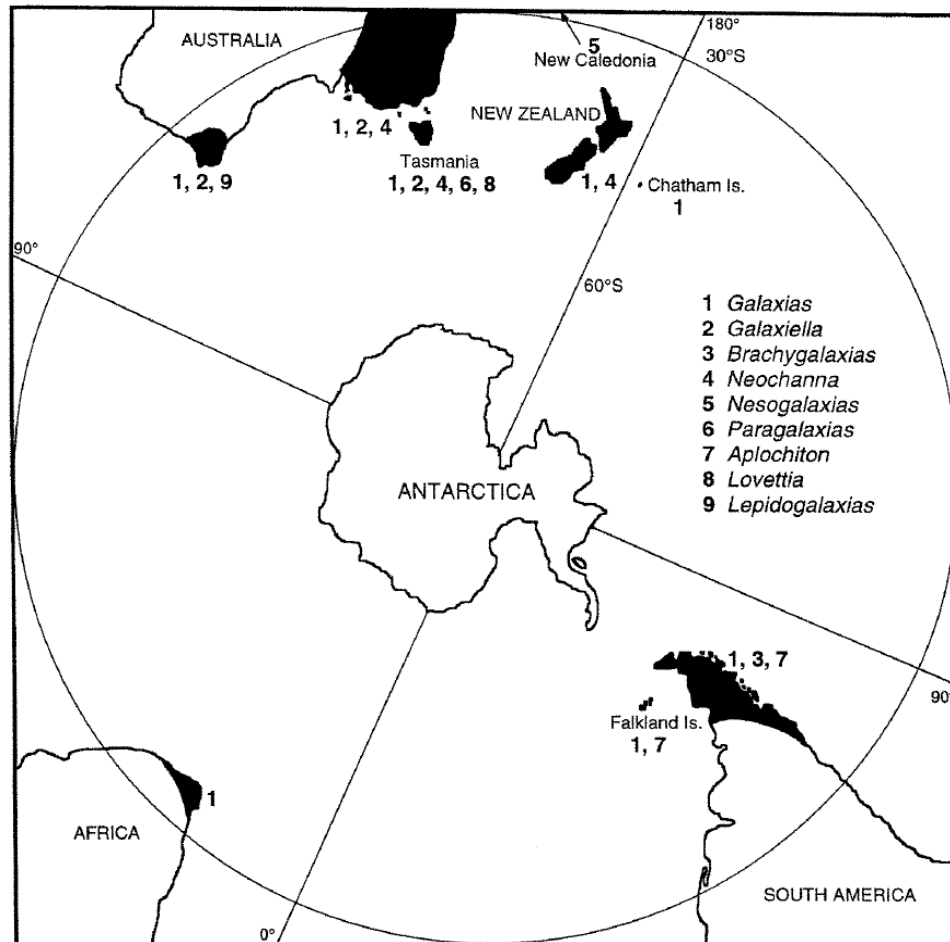 180°
30°S
AUSTRALIA
5
New Caledonia
NEW ZEALAND
1, 2, 4
Tasmania
1, 2, 4, 6, 8
1, 2, 9
1, 4
Chatham Is.
1
90°
60°S
1 Galaxias
2 Galaxiella
3 Brachygalaxias
4 Neochanna
5 Nesogalaxias
6 Paragalaxias
7 Aplochiton
8 Lovettia
9 Lepidogalaxias
ANTARCTICA
1, 3, 7
90°
Falkland Is.
1, 7
1
AFRICA
SOUTH AMERICA
0°